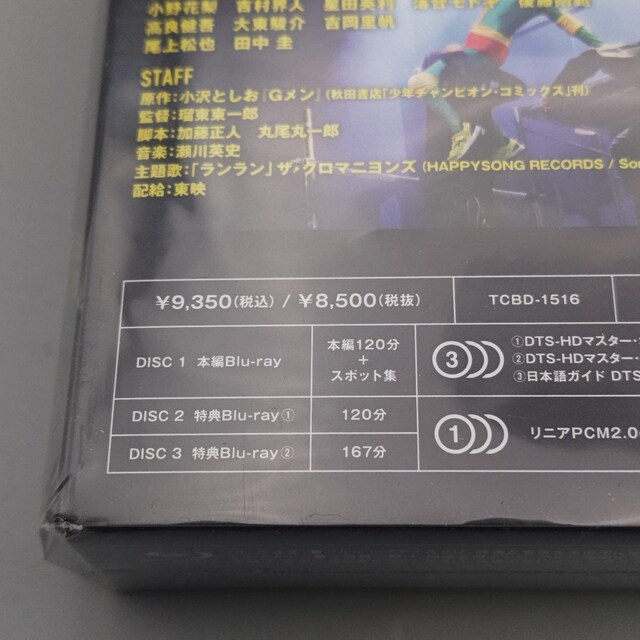 小野花梨 吉村界人 星田英利 落合モトキ 後藤剛範
高良健吾 大東駿介 吉岡里帆
尾上松也 田中 圭
STAFF
原作：小沢としお『Gメン』（秋田書店「少年チャンピオン・コミックス」刊）
監督：瑠東東一郎
脚本：加藤正人 丸尾丸一郎
音楽：瀬川英史
主題歌：「ランラン」ザ・クロマニヨンズ（HAPPYSONG RECORDS / So
配給：東映
¥9,350（税込）/ ¥8,500（税抜） TCBD-1516
DISC 1 本編Blu-ray 本編120分
+
スポット集
3
①DTS-HDマスター・
②DTS-HDマスター・
③日本語ガイド DTS
DISC 2 特典Blu-ray① 120分
DISC 3 特典Blu-ray② 167分
1 リニアPCM2.0